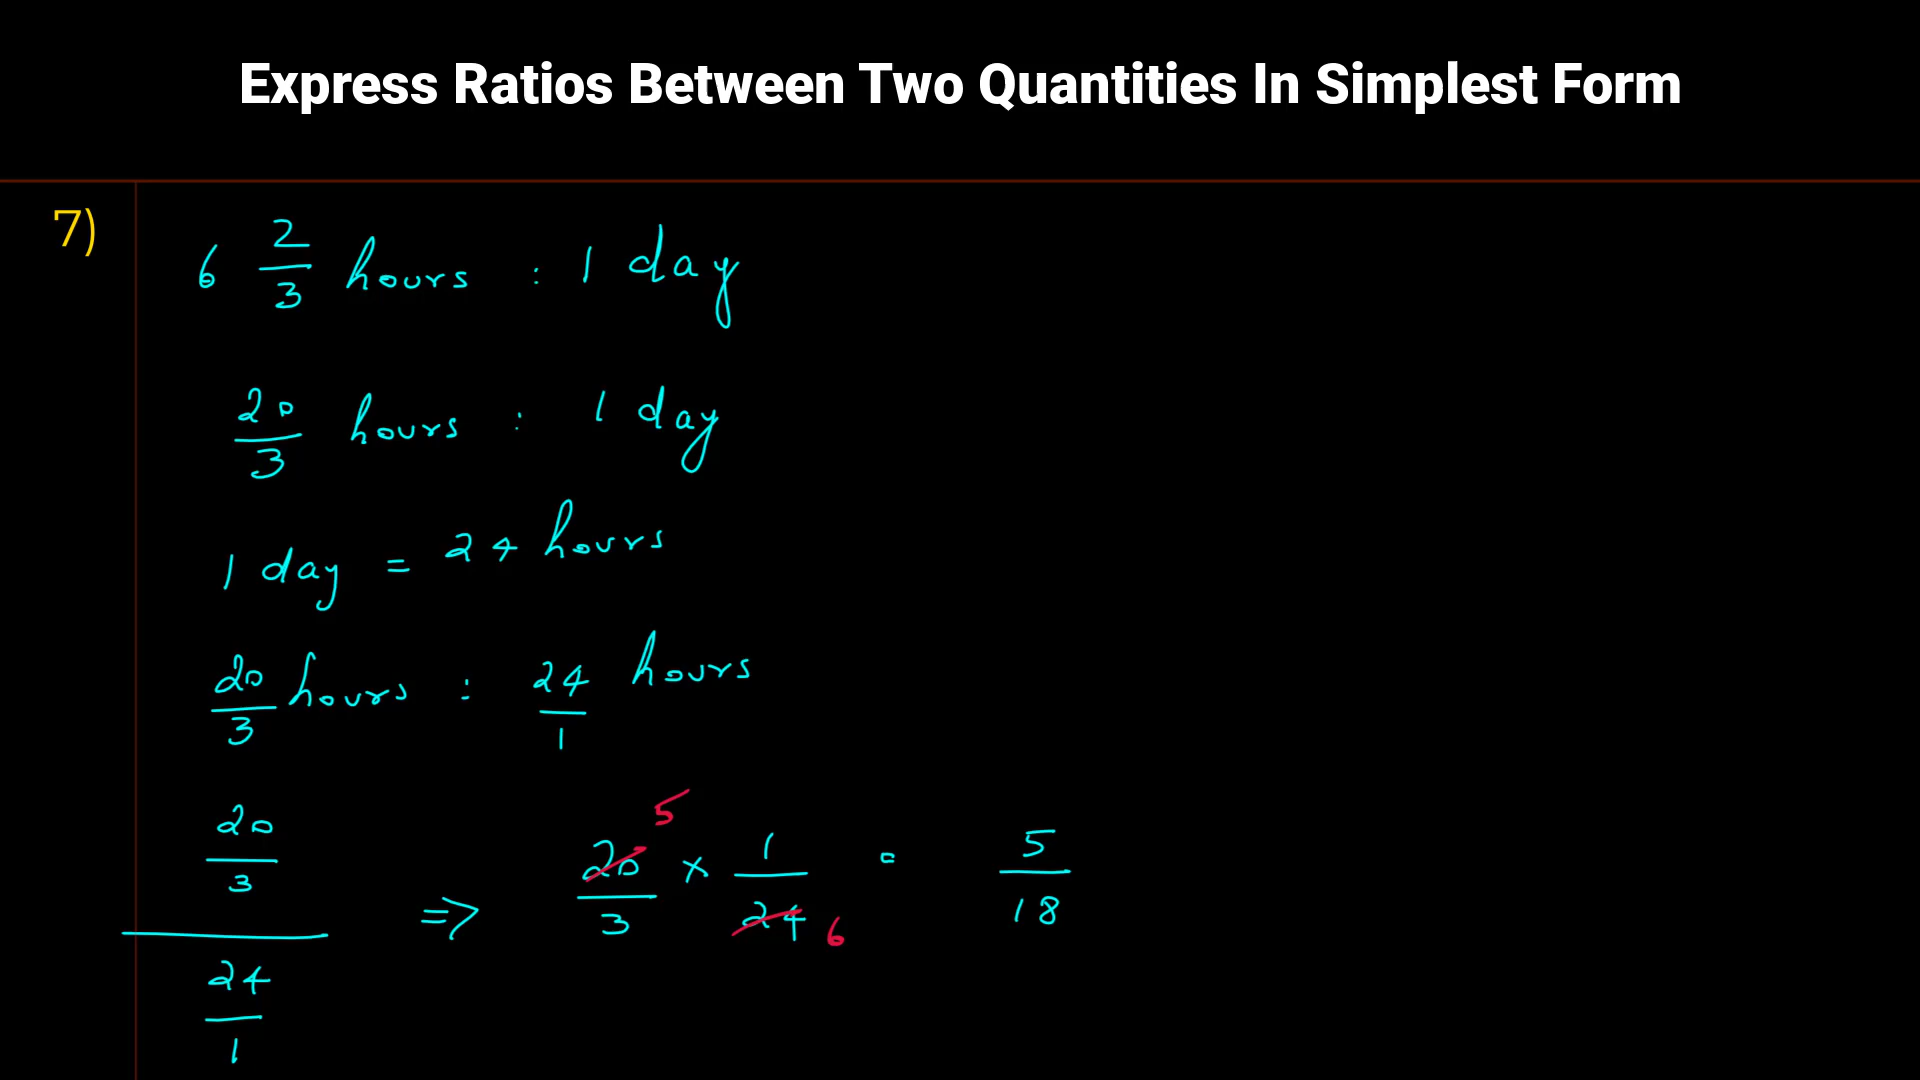 Express Ratios Between Two Quantities In Simplest Form
7)
6 2/3 hours : 1 day
20/3 hours : 1 day
1 day = 24 hours
20/3 hours : 24/1 hours
20/3 / 24/1 => 20/3 5 × 1/24 6 = 5/18